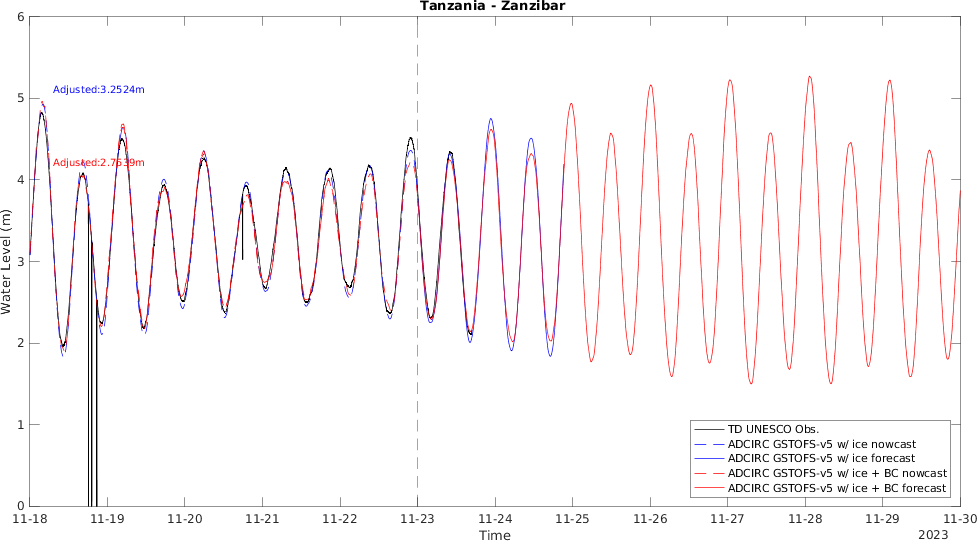 Tanzania - Zanzibar
6
5
4
3
2
1
0
Water Level (m)
Adjusted:3.2524m
Adjusted:2.7639m
TD UNESCO Obs.
ADCIRC GSTOFS-v5 w/ ice nowcast
ADCIRC GSTOFS-v5 w/ ice forecast
ADCIRC GSTOFS-v5 w/ ice + BC nowcast
ADCIRC GSTOFS-v5 w/ ice + BC forecast
11-18 11-19 11-20 11-21 11-22 11-23 11-24 11-25 11-26 11-27 11-28 11-29 11-30
Time
2023